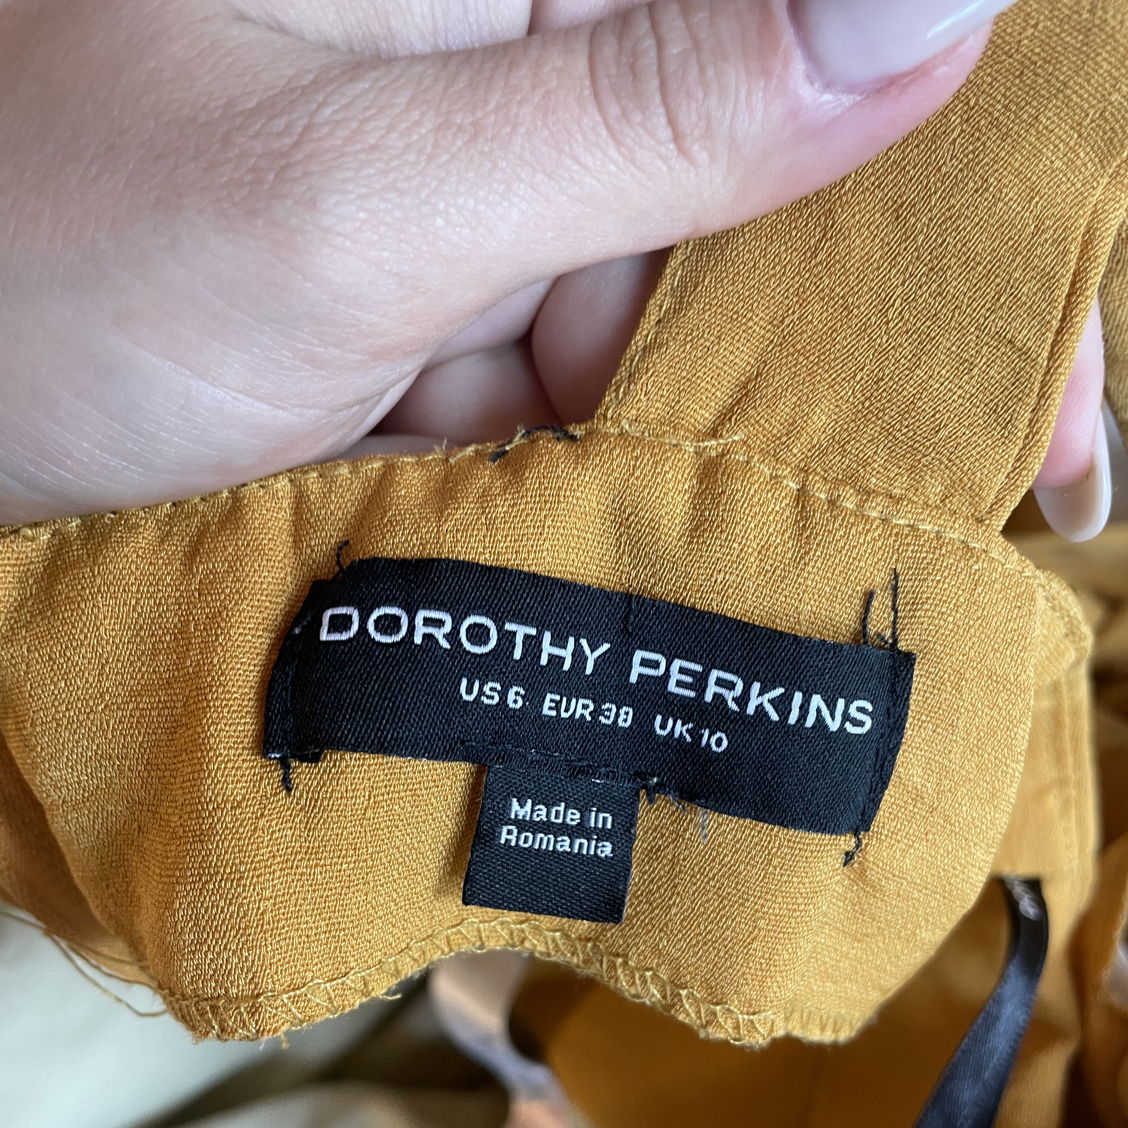 DOROTHY PERKINS
US 6 EUR 38 UK 10
Made in
Romania